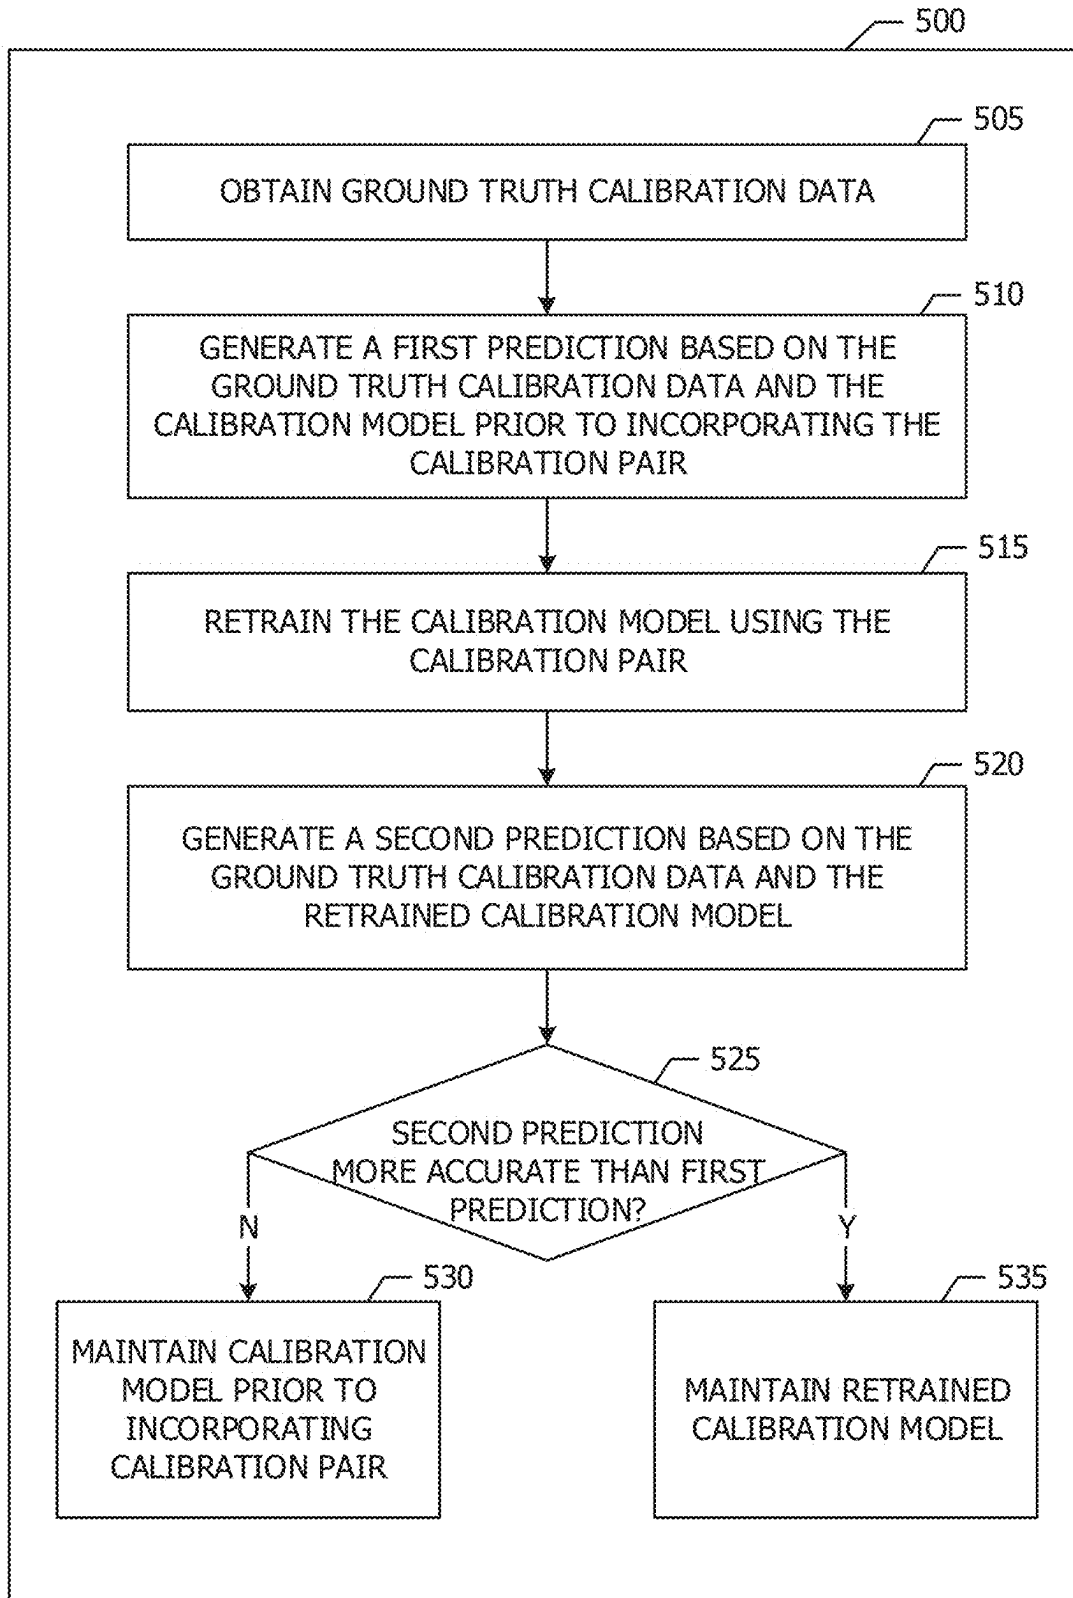 500
505
OBTAIN GROUND TRUTH CALIBRATION DATA
510
GENERATE A FIRST PREDICTION BASED ON THE
GROUND TRUTH CALIBRATION DATA AND THE
CALIBRATION MODEL PRIOR TO INCORPORATING THE
CALIBRATION PAIR
515
RETRAIN THE CALIBRATION MODEL USING THE
CALIBRATION PAIR
520
GENERATE A SECOND PREDICTION BASED ON THE
GROUND TRUTH CALIBRATION DATA AND THE
RETRAINED CALIBRATION MODEL
525
SECOND PREDICTION
MORE ACCURATE THAN FIRST
PREDICTION?
N
Y
530
MAINTAIN CALIBRATION
MODEL PRIOR TO
INCORPORATING
CALIBRATION PAIR
535
MAINTAIN RETRAINED
CALIBRATION MODEL